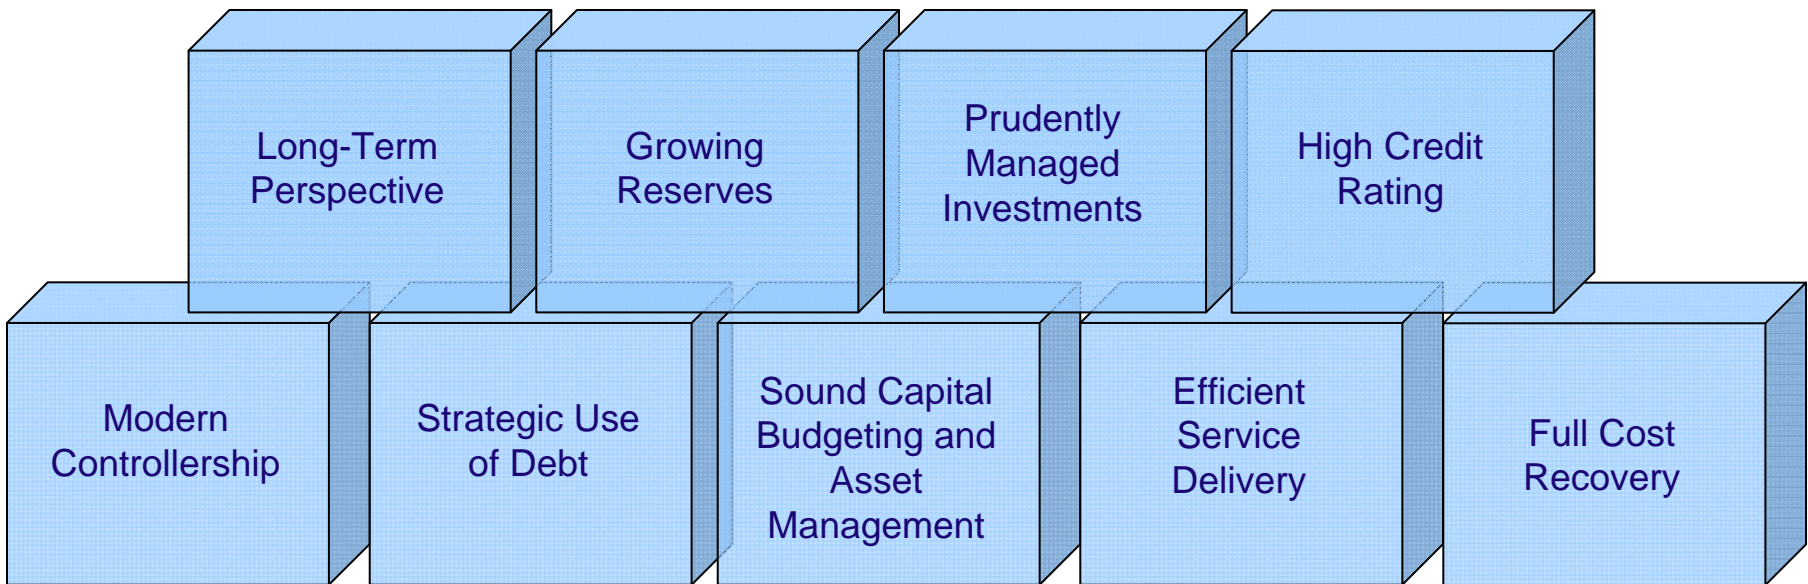 Long-Term
Perspective
Growing
Reserves
Prudently
Managed
Investments
High Credit
Rating
Modern
Controllership
Strategic Use
of Debt
Sound Capital
Budgeting and
Asset
Management
Efficient
Service
Delivery
Full Cost
Recovery